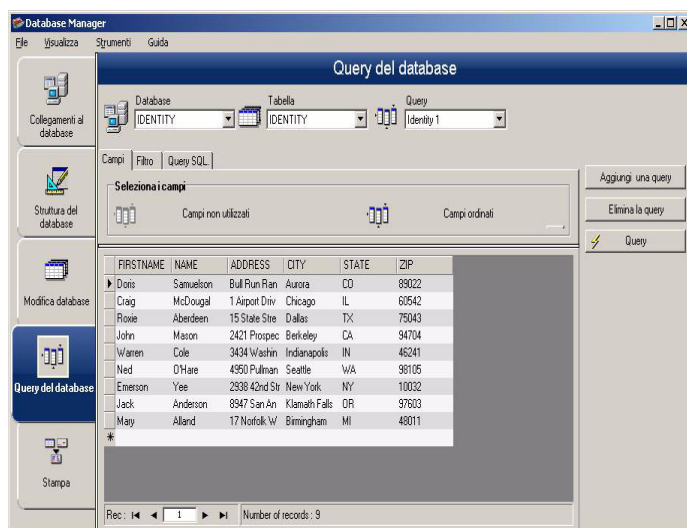 Database Manager
File Visualizza Strumenti Guida
Query del database
Database Tabella Query
IDENTITY IDENTITY Identity 1
Collegamenti al
database
Campi Filtro Query SQL
Seleziona i campi
Campi non utilizzati Campi ordinati
Aggiungi una query
Elimina la query
Query
Struttura del
database
Modifica database
Query del database
Stampa
FIRSTNAME NAME ADDRESS CITY STATE ZIP
Doris Samuelson Bull Run Ran Aurora CO 89022
Craig McDougal 1 Airport Driv Chicago IL 60542
Roxie Aberdeen 15 State Stre Dallas TX 75043
John Mason 2421 Prospec Berkeley CA 94704
Warren Cole 3434 Washin Indianapolis IN 46241
Ned O'Hare 4950 Pullman Seattle WA 98105
Emerson Yee 2938 42nd Str New York NY 10032
Jack Anderson 8947 San An Klamath Falls OR 97603
Mary Alland 17 Norfolk W Birmingham MI 48011
Rec: 1 Number of records : 9